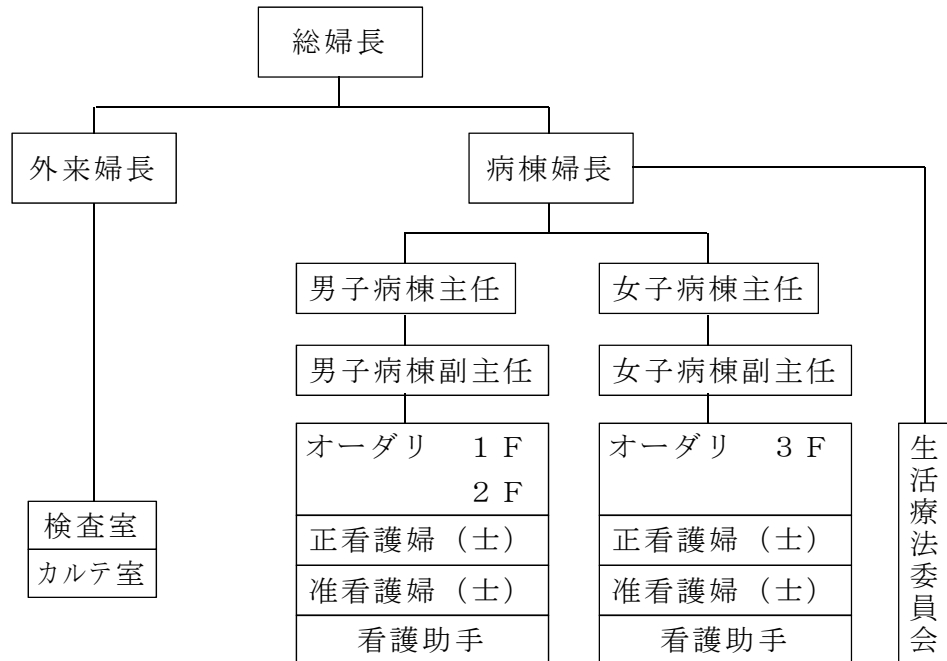 総婦長
外来婦長
病棟婦長
男子病棟主任
女子病棟主任
男子病棟副主任
女子病棟副主任
オーダリ　１Ｆ
２Ｆ
正看護婦（士）
准看護婦（士）
看護助手
オーダリ　３Ｆ
正看護婦（士）
准看護婦（士）
看護助手
生活療法委員会
検査室
カルテ室